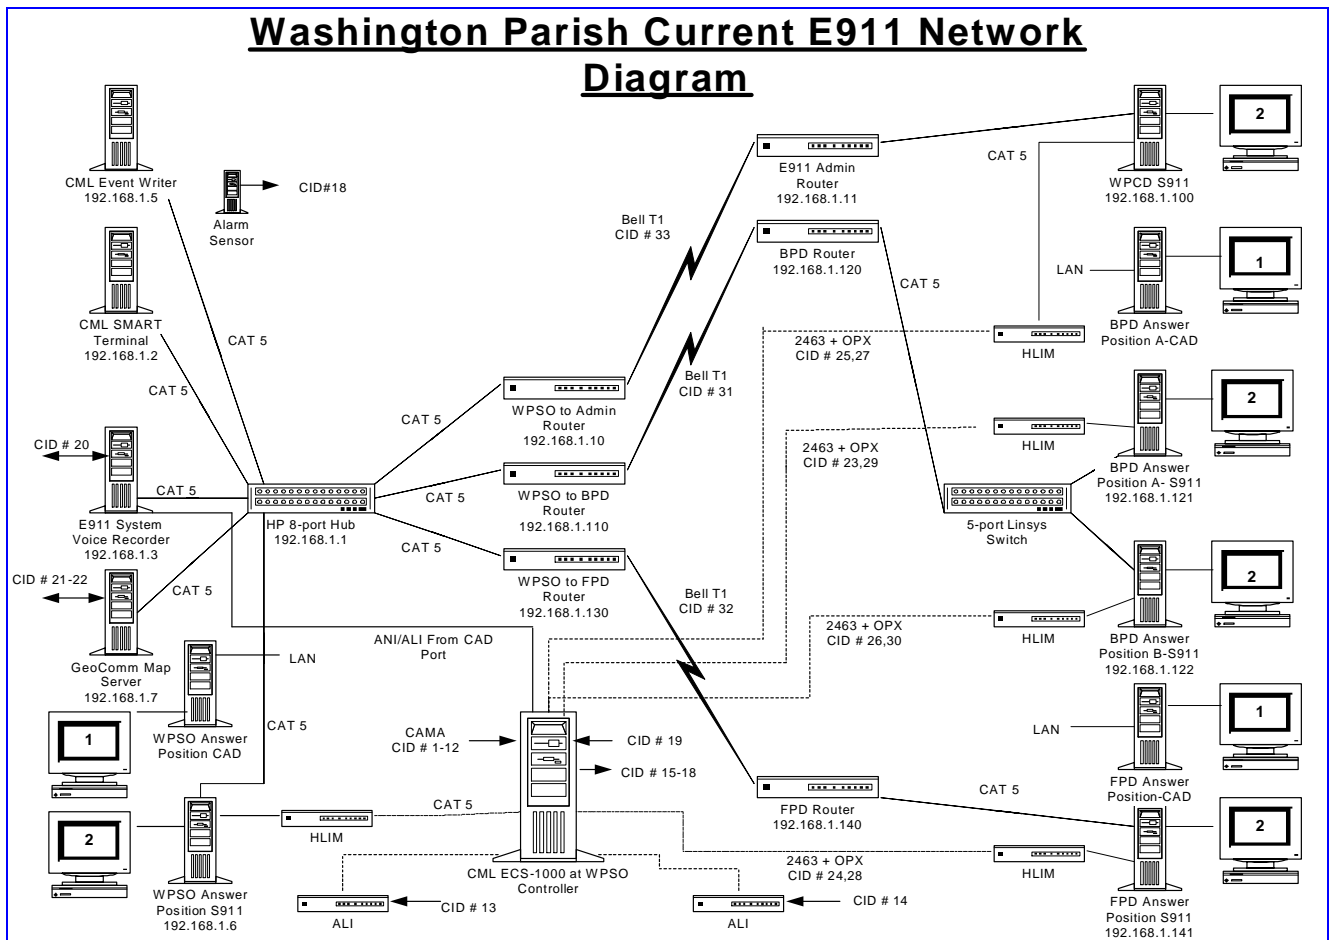 Washington Parish Current E911 Network
Diagram
CML Event Writer
192.168.1.5
Alarm
Sensor
CID#18
CML SMART
Terminal
192.168.1.2
CAT 5
CAT 5
CID # 20
E911 System
Voice Recorder
192.168.1.3
CAT 5
HP 8-port Hub
192.168.1.1
CID # 21-22
CAT 5
GeoComm Map
Server
192.168.1.7
LAN
WPSO Answer
Position CAD
1
CAT 5
2
WPSO Answer
Position S911
192.168.1.6
HLIM
CAT 5
CAT 5
WPSO to Admin
Router
192.168.1.10
CAT 5
WPSO to BPD
Router
192.168.1.110
CAT 5
WPSO to FPD
Router
192.168.1.130
ANI/ALI From CAD
Port
CAMA
CID # 1-12
CID # 19
CID # 15-18
CML ECS-1000 at WPSO
Controller
ALI
CID # 13
ALI
CID # 14
Bell T1
CID # 33
Bell T1
CID # 31
Bell T1
CID # 32
E911 Admin
Router
192.168.1.11
BPD Router
192.168.1.120
CAT 5
CAT 5
WPCD S911
192.168.1.100
2
LAN
BPD Answer
Position A-CAD
1
2463 + OPX
CID # 25,27
HLIM
2463 + OPX
CID # 23,29
HLIM
BPD Answer
Position A- S911
192.168.1.121
2
5-port Linsys
Switch
2463 + OPX
CID # 26,30
HLIM
BPD Answer
Position B-S911
192.168.1.122
2
LAN
FPD Answer
Position-CAD
1
FPD Router
192.168.1.140
CAT 5
2463 + OPX
CID # 24,28
HLIM
FPD Answer
Position S911
192.168.1.141
2